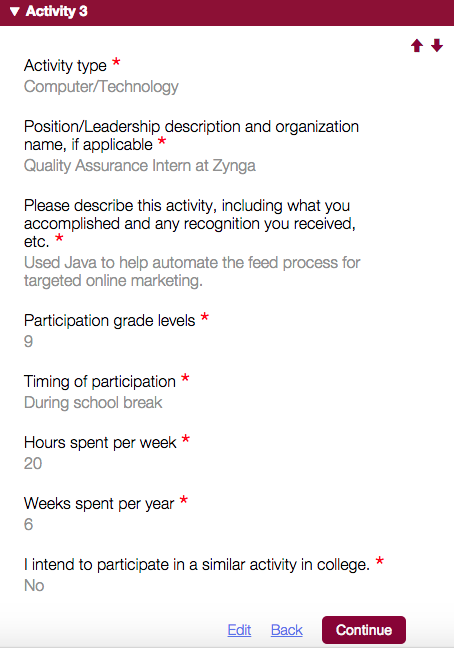 ▼ Activity 3
Activity type *
Computer/Technology
Position/Leadership description and organization
name, if applicable *
Quality Assurance Intern at Zynga
Please describe this activity, including what you
accomplished and any recognition you received,
etc. *
Used Java to help automate the feed process for
targeted online marketing.
Participation grade levels *
9
Timing of participation *
During school break
Hours spent per week *
20
Weeks spent per year *
6
I intend to participate in a similar activity in college. *
No
Edit Back Continue